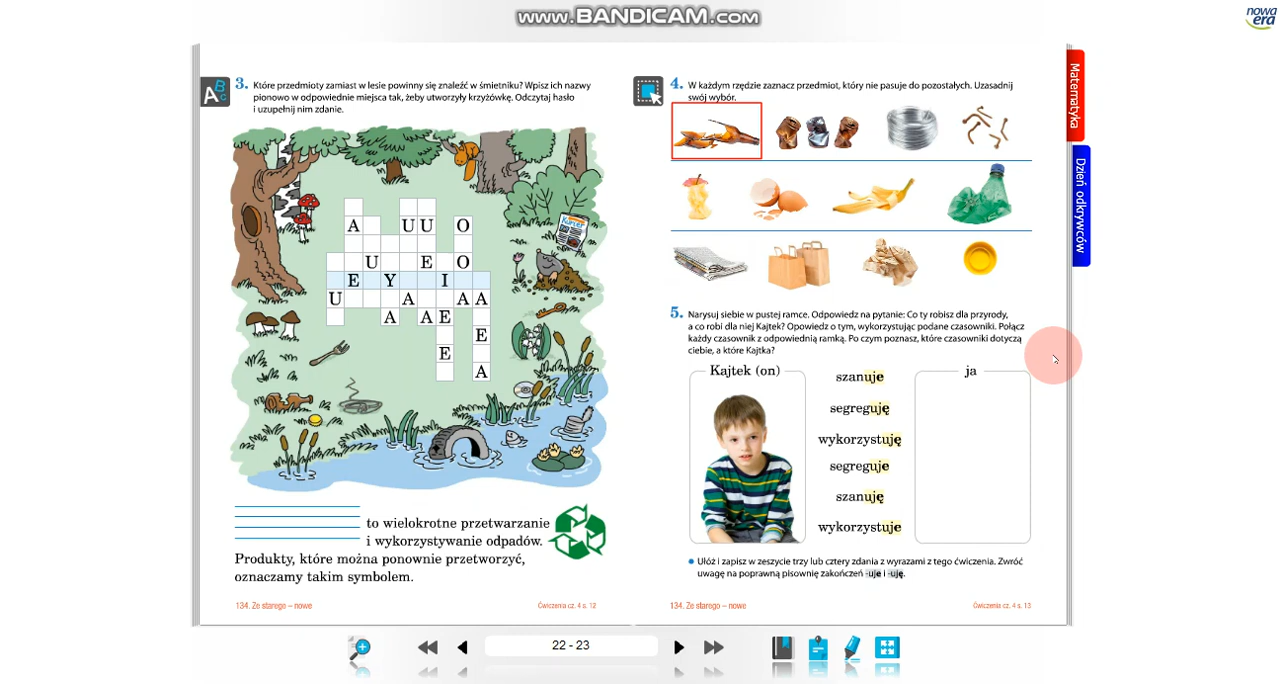 www.BANDICAM.com
nowa
era
ABC
3. Które przedmioty zamiast w lesie powinny się znaleźć w śmietniku? Wpisz ich nazwy
pionowo w odpowiednie miejsca tak, żeby utworzyły krzyżówkę. Odczytaj hasło
i uzupełnij nim zdanie.
A U U O
U E O
E Y I
U A A A
A A E
E
E
A
Kurier
to wielokrotne przetwarzanie
i wykorzystywanie odpadów.
Produkty, które można ponownie przetworzyć,
oznaczamy takim symbolem.
134. Ze starego – nowe
Ćwiczenia cz. 4 s. 12
4. W każdym rzędzie zaznacz przedmiot, który nie pasuje do pozostałych. Uzasadnij
swój wybór.
5. Narysuj siebie w pustej ramce. Odpowiedz na pytanie: Co ty robisz dla przyrody,
a co robi dla niej Kajtek? Opowiedz o tym, wykorzystując podane czasowniki. Połącz
każdy czasownik z odpowiednią ramką. Po czym poznasz, które czasowniki dotyczą
ciebie, a które Kajtka?
Kajtek (on)
szanuje
segreguję
wykorzystuję
segreguje
szanuję
wykorzystuje
ja
• Ułóż i zapisz w zeszycie trzy lub cztery zdania z wyrazami z tego ćwiczenia. Zwróć
uwagę na poprawną pisownię zakończeń -uje i -uję.
134. Ze starego – nowe
Ćwiczenia cz. 4 s. 13
Matematyka
Dzień odkrywców
22 - 23